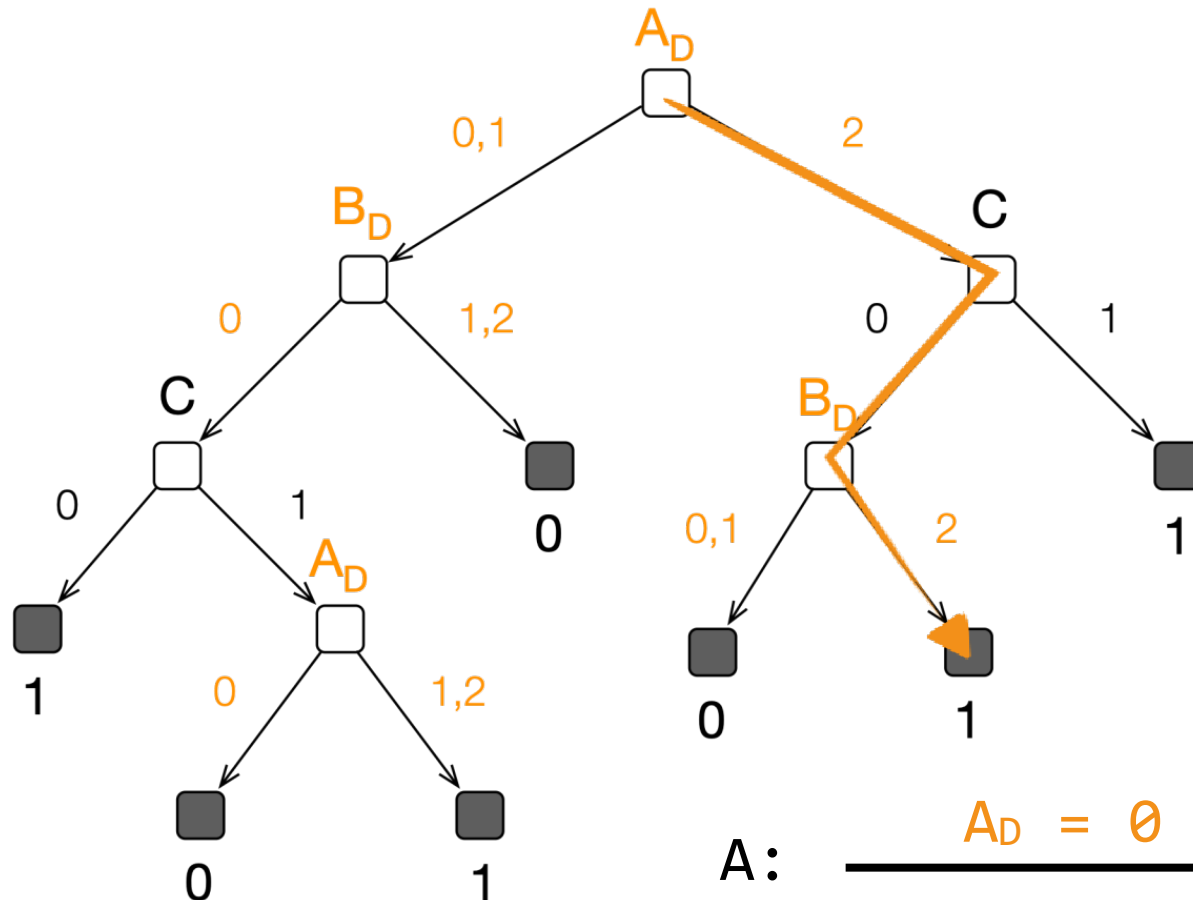 A_D
0,1 2
B_D C
0 1,2 0 1
C B_D
0 1 0 0,1 2 1
A_D
1 0 1,2 0 1
A_D = 0
A:
0 1